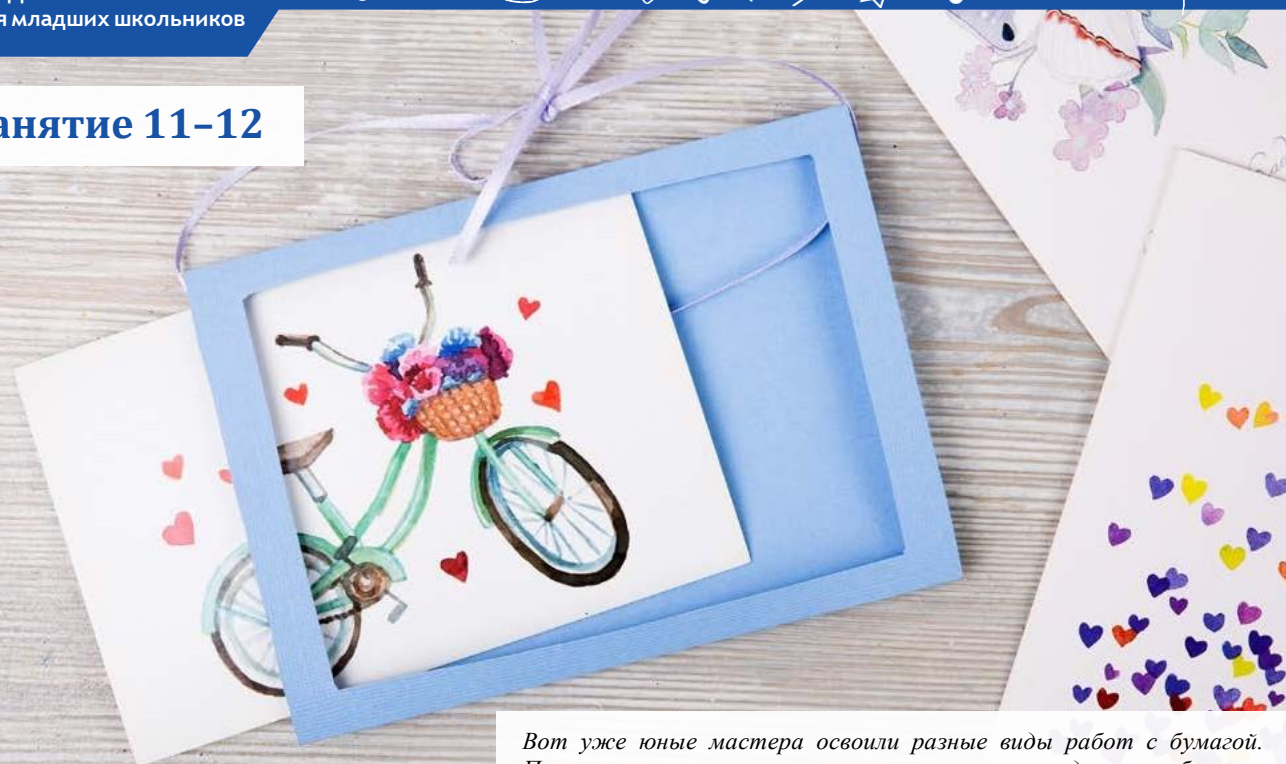 я младших школьников
анятие 11–12
Вот уже юные мастера освоили разные виды работ с бумагой.